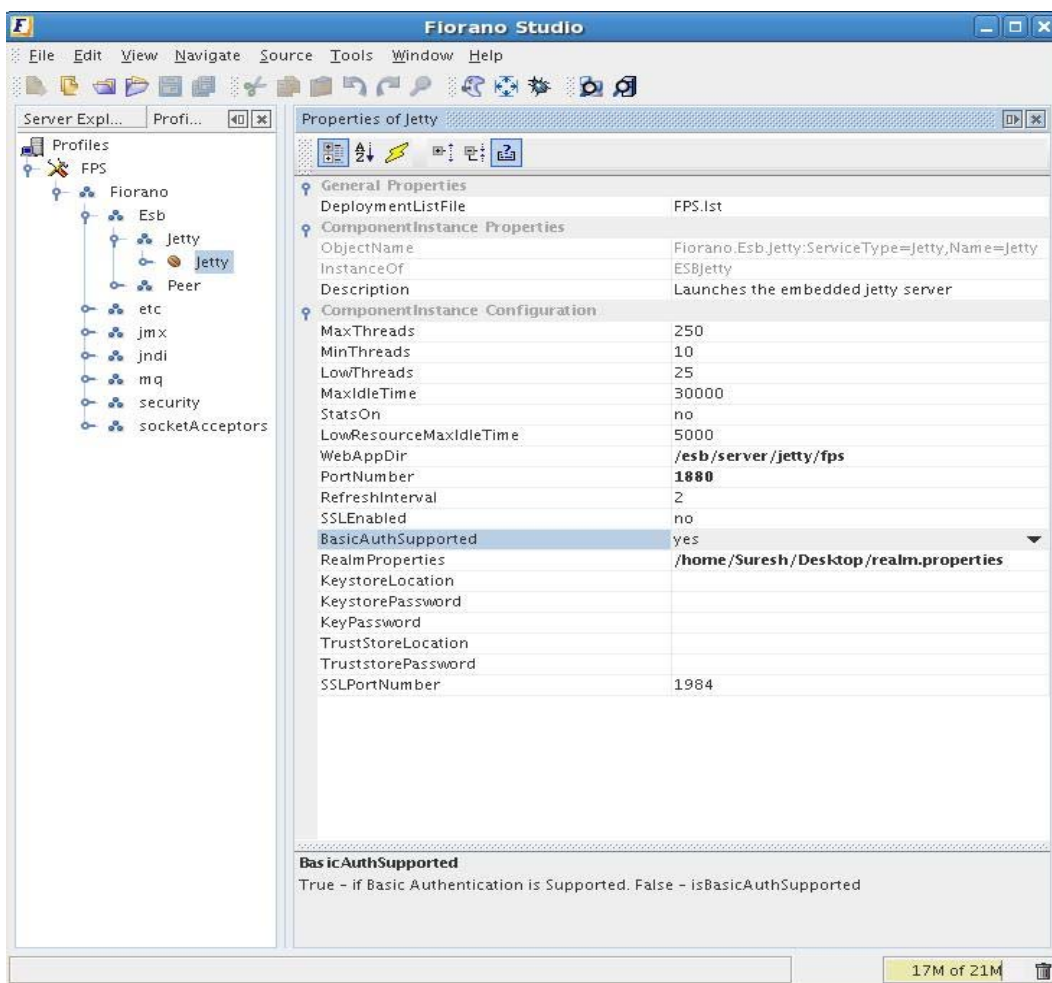 F Fiorano Studio
File Edit View Navigate Source Tools Window Help
Server Expl... Profi...
Profiles
FPS
Fiorano
Esb
Jetty
Jetty
Peer
etc
jmx
jndi
mq
security
socketAcceptors
Properties of Jetty
General Properties
DeploymentListFile FPS.lst
ComponentInstance Properties
ObjectName Fiorano.Esb.Jetty:ServiceType=Jetty,Name=Jetty
InstanceOf ESBJetty
Description Launches the embedded jetty server
ComponentInstance Configuration
MaxThreads 250
MinThreads 10
LowThreads 25
MaxIdleTime 30000
StatsOn no
LowResourceMaxIdleTime 5000
WebAppDir /esb/server/jetty/fps
PortNumber 1880
RefreshInterval 2
SSLEnabled no
BasicAuthSupported yes
RealmProperties /home/Suresh/Desktop/realm.properties
KeystoreLocation
KeystorePassword
KeyPassword
TrustStoreLocation
TruststorePassword
SSLPortNumber 1984
BasicAuthSupported
True - if Basic Authentication is Supported. False - isBasicAuthSupported
17M of 21M